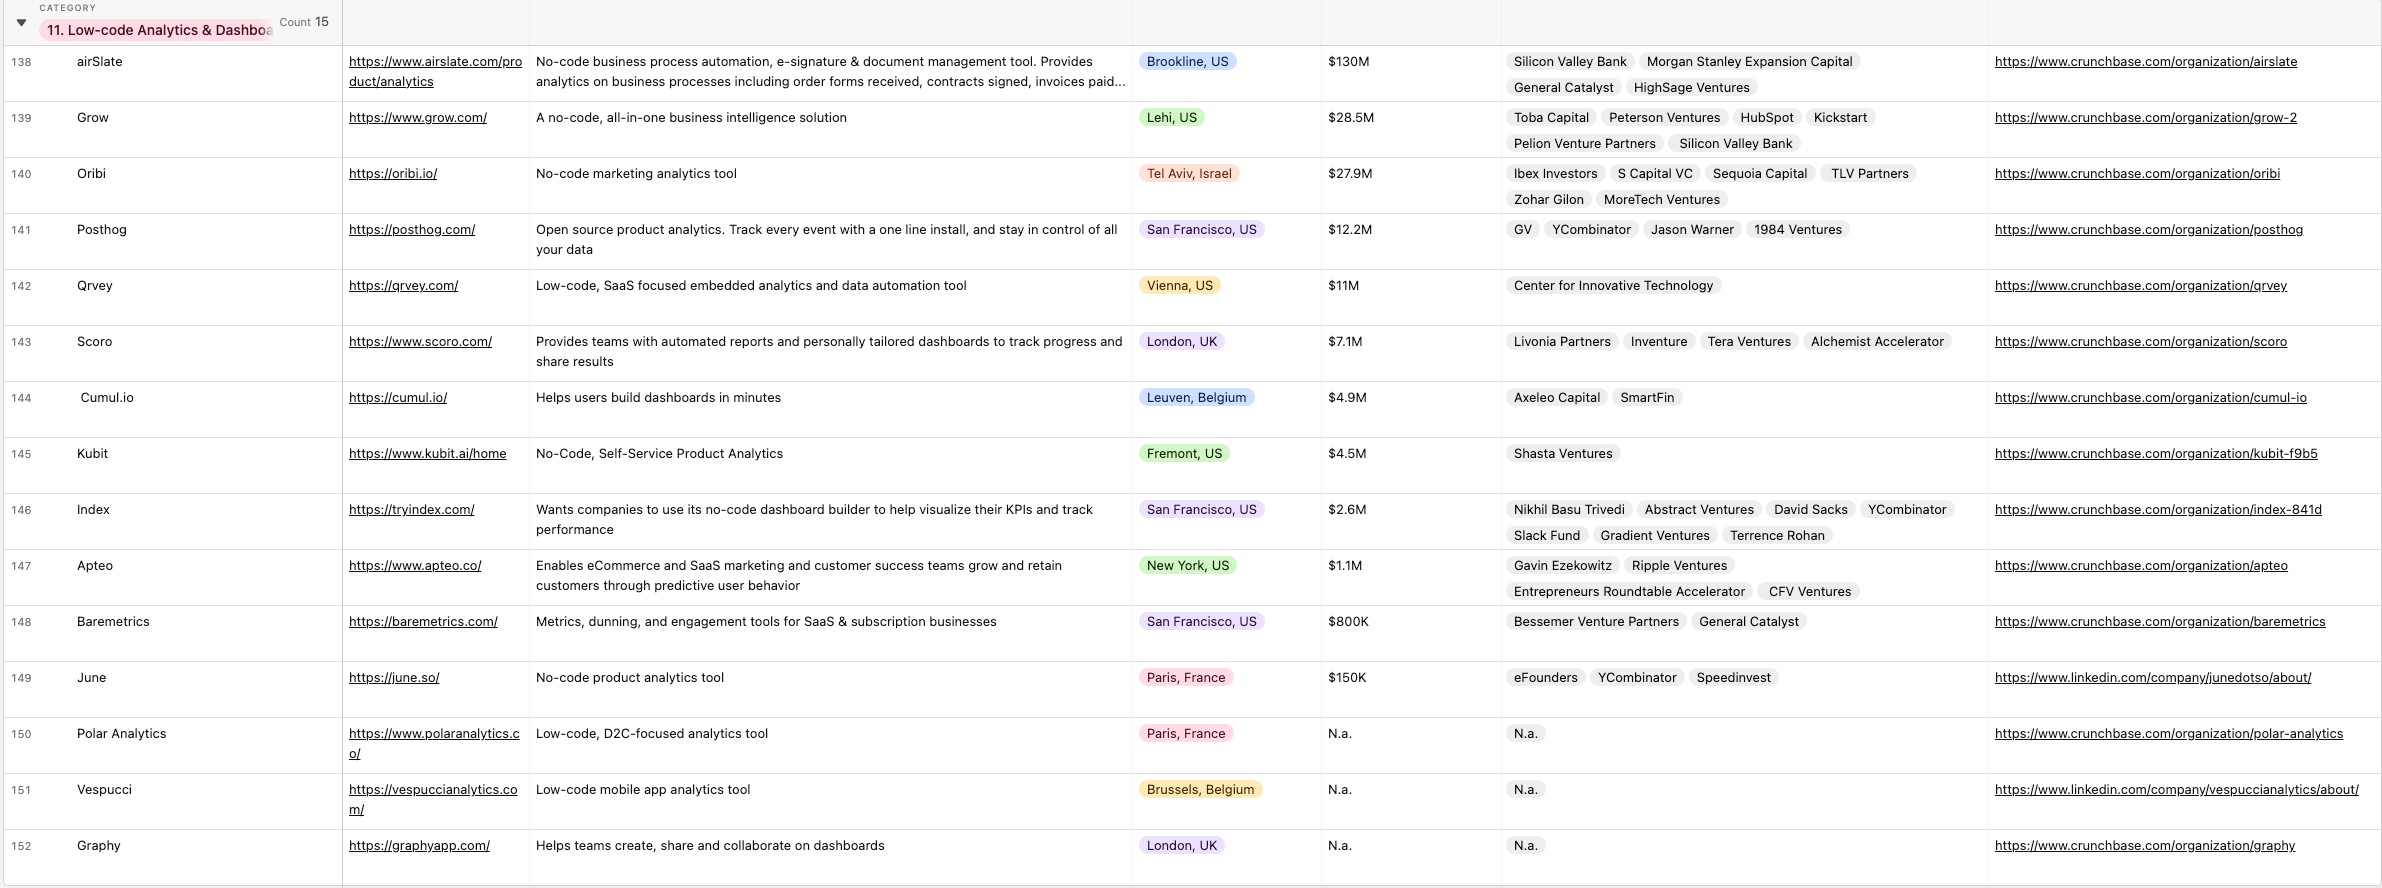 CATEGORY
11. Low-code Analytics & Dashboa Count 15
138 airSlate https://www.airslate.com/pro No-code business process automation, e-signature & document management tool. Provides Brookline, US $130M Silicon Valley Bank Morgan Stanley Expansion Capital https://www.crunchbase.com/organization/airslate
duct/analytics analytics on business processes including order forms received, contracts signed, invoices paid... General Catalyst HighSage Ventures
139 Grow https://www.grow.com/ A no-code, all-in-one business intelligence solution Lehi, US $28.5M Toba Capital Peterson Ventures HubSpot Kickstart https://www.crunchbase.com/organization/grow-2
Pelion Venture Partners Silicon Valley Bank
140 Oribi https://oribi.io/ No-code marketing analytics tool Tel Aviv, Israel $27.9M Ibex Investors S Capital VC Sequoia Capital TLV Partners https://www.crunchbase.com/organization/oribi
Zohar Gilon MoreTech Ventures
141 Posthog https://posthog.com/ Open source product analytics. Track every event with a one line install, and stay in control of all San Francisco, US $12.2M GV YCombinator Jason Warner 1984 Ventures https://www.crunchbase.com/organization/posthog
your data
142 Qrvey https://qrvey.com/ Low-code, SaaS focused embedded analytics and data automation tool Vienna, US $11M Center for Innovative Technology https://www.crunchbase.com/organization/qrvey
143 Scoro https://www.scoro.com/ Provides teams with automated reports and personally tailored dashboards to track progress and London, UK $7.1M Livonia Partners Inventure Tera Ventures Alchemist Accelerator https://www.crunchbase.com/organization/scoro
share results
144 Cumul.io https://cumul.io/ Helps users build dashboards in minutes Leuven, Belgium $4.9M Axeleo Capital SmartFin https://www.crunchbase.com/organization/cumul-io
145 Kubit https://www.kubit.ai/home No-Code, Self-Service Product Analytics Fremont, US $4.5M Shasta Ventures https://www.crunchbase.com/organization/kubit-f9b5
146 Index https://tryindex.com/ Wants companies to use its no-code dashboard builder to help visualize their KPIs and track San Francisco, US $2.6M Nikhil Basu Trivedi Abstract Ventures David Sacks YCombinator https://www.crunchbase.com/organization/index-841d
performance Slack Fund Gradient Ventures Terrence Rohan
147 Apteo https://www.apteo.co/ Enables eCommerce and SaaS marketing and customer success teams grow and retain New York, US $1.1M Gavin Ezekowitz Ripple Ventures https://www.crunchbase.com/organization/apteo
customers through predictive user behavior Entrepreneurs Roundtable Accelerator CFV Ventures
148 Baremetrics https://baremetrics.com/ Metrics, dunning, and engagement tools for SaaS & subscription businesses San Francisco, US $800K Bessemer Venture Partners General Catalyst https://www.crunchbase.com/organization/baremetrics
149 June https://june.so/ No-code product analytics tool Paris, France $150K eFounders YCombinator Speedinvest https://www.linkedin.com/company/junedotso/about/
150 Polar Analytics https://www.polaranalytics.c Low-code, D2C-focused analytics tool Paris, France N.a. N.a. https://www.crunchbase.com/organization/polar-analytics
o/
151 Vespucci https://vespuccianalytics.co Low-code mobile app analytics tool Brussels, Belgium N.a. N.a. https://www.linkedin.com/company/vespuccianalytics/about/
m/
152 Graphy https://graphyapp.com/ Helps teams create, share and collaborate on dashboards London, UK N.a. N.a. https://www.crunchbase.com/organization/graphy